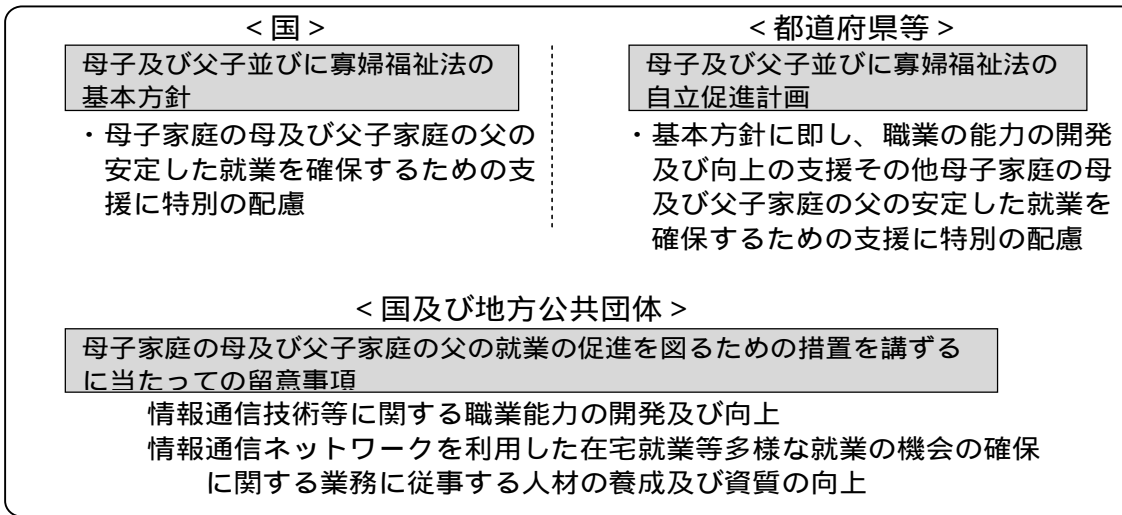 ＜国＞
母子及び父子並びに寡婦福祉法の
基本方針
・母子家庭の母及び父子家庭の父の
安定した就業を確保するための支
援に特別の配慮
＜都道府県等＞
母子及び父子並びに寡婦福祉法の
自立促進計画
・基本方針に即し、職業の能力の開発
及び向上の支援その他母子家庭の母
及び父子家庭の父の安定した就業を
確保するための支援に特別の配慮
＜国及び地方公共団体＞
母子家庭の母及び父子家庭の父の就業の促進を図るための措置を講ずる
に当たっての留意事項
情報通信技術等に関する職業能力の開発及び向上
情報通信ネットワークを利用した在宅就業等多様な就業の機会の確保
に関する業務に従事する人材の養成及び資質の向上